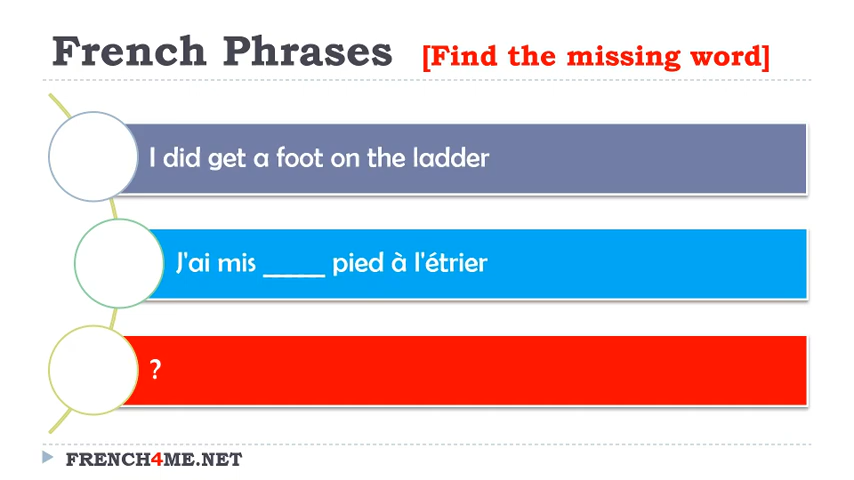 French Phrases [Find the missing word]
I did get a foot on the ladder
J'ai mis _____ pied à l'étrier
?
FRENCH4ME.NET